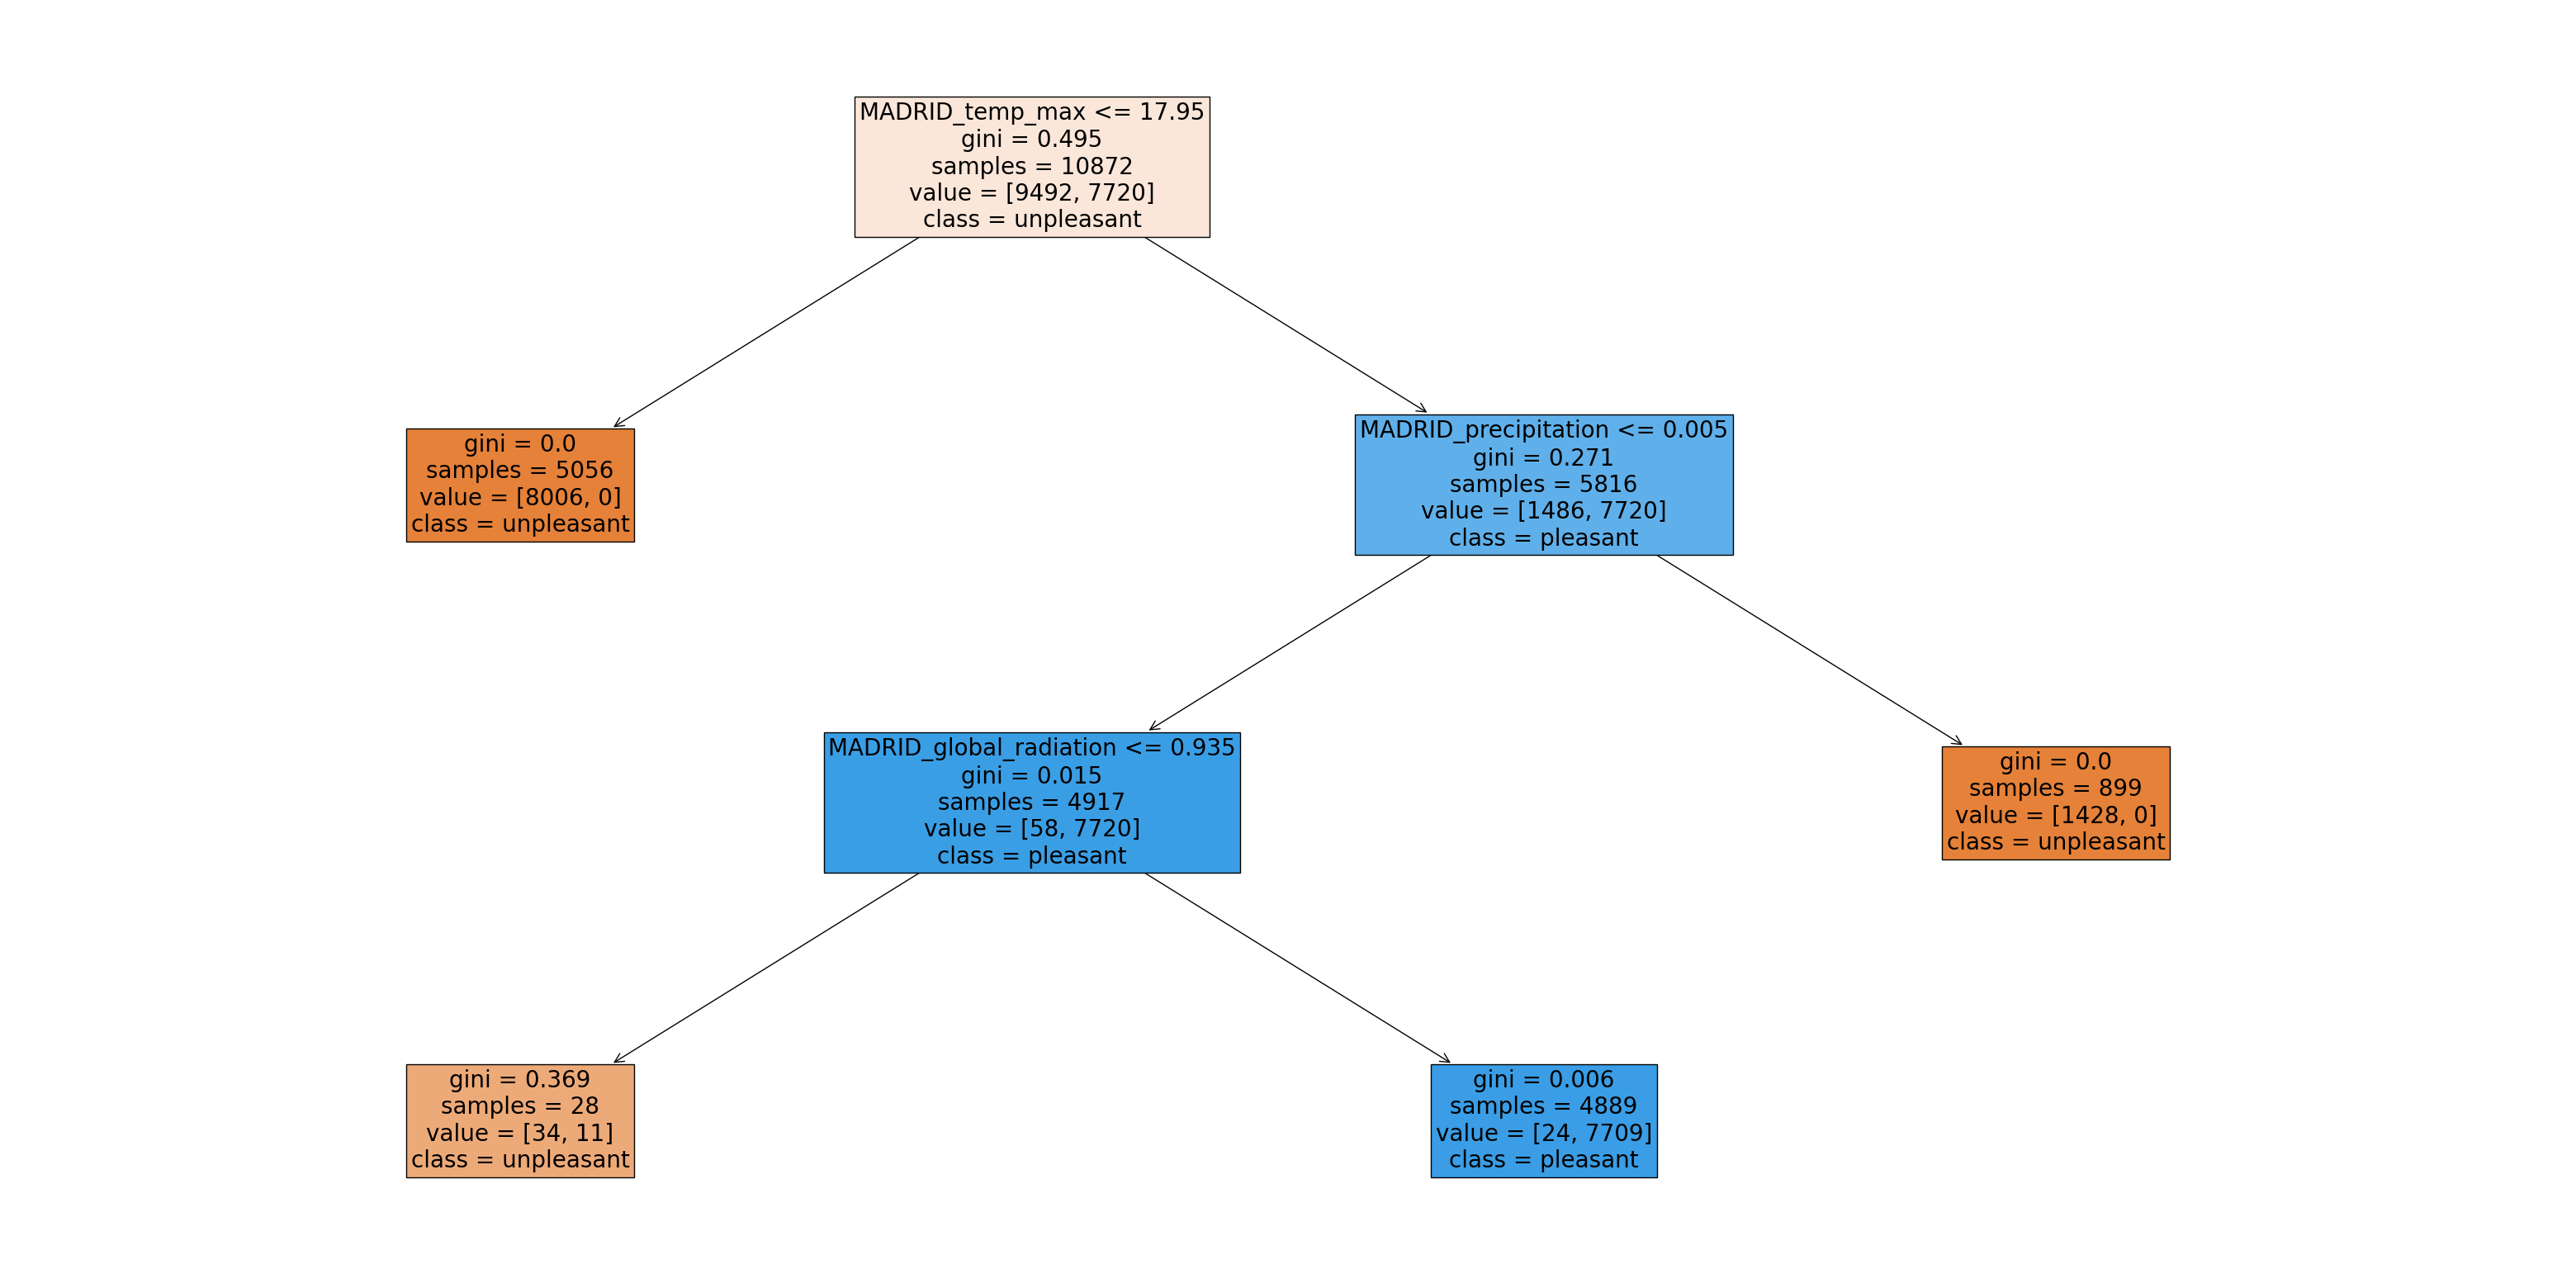 MADRID_temp_max <= 17.95
gini = 0.495
samples = 10872
value = [9492, 7720]
class = unpleasant
gini = 0.0
samples = 5056
value = [8006, 0]
class = unpleasant
MADRID_precipitation <= 0.005
gini = 0.271
samples = 5816
value = [1486, 7720]
class = pleasant
MADRID_global_radiation <= 0.935
gini = 0.015
samples = 4917
value = [58, 7720]
class = pleasant
gini = 0.0
samples = 899
value = [1428, 0]
class = unpleasant
gini = 0.369
samples = 28
value = [34, 11]
class = unpleasant
gini = 0.006
samples = 4889
value = [24, 7709]
class = pleasant